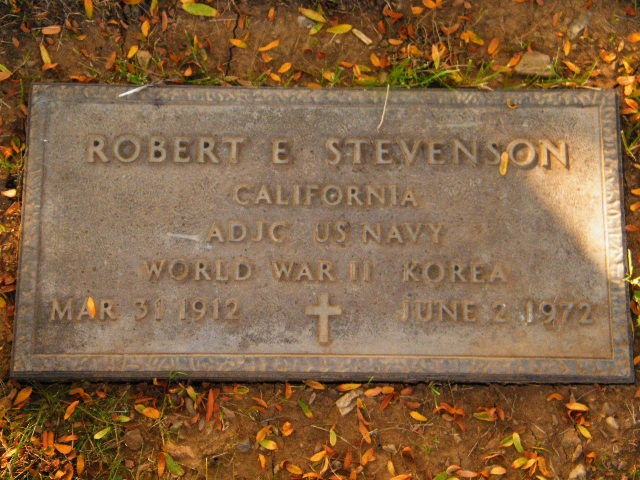 ROBERT E STEVENSON
CALIFORNIA
ADJC US NAVY
WORLD WAR II KOREA
MAR 31 1912 JUNE 2 1972